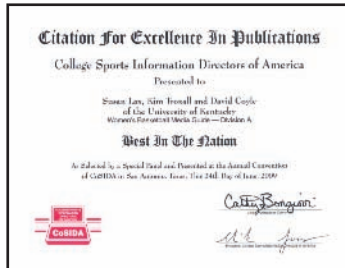 Citation For Excellence In Publications
College Sports Information Directors of America
Presented to
Susan Lax, Kim Troxell and David Coyle
of the University of Kentucky
Women's Basketball Media Guide — Division A
Best In The Nation
As Selected by a Special Panel and Presented at the Annual Convention
of CoSIDA in San Antonio, Texas, This 24th Day of June, 2009
CoSIDA